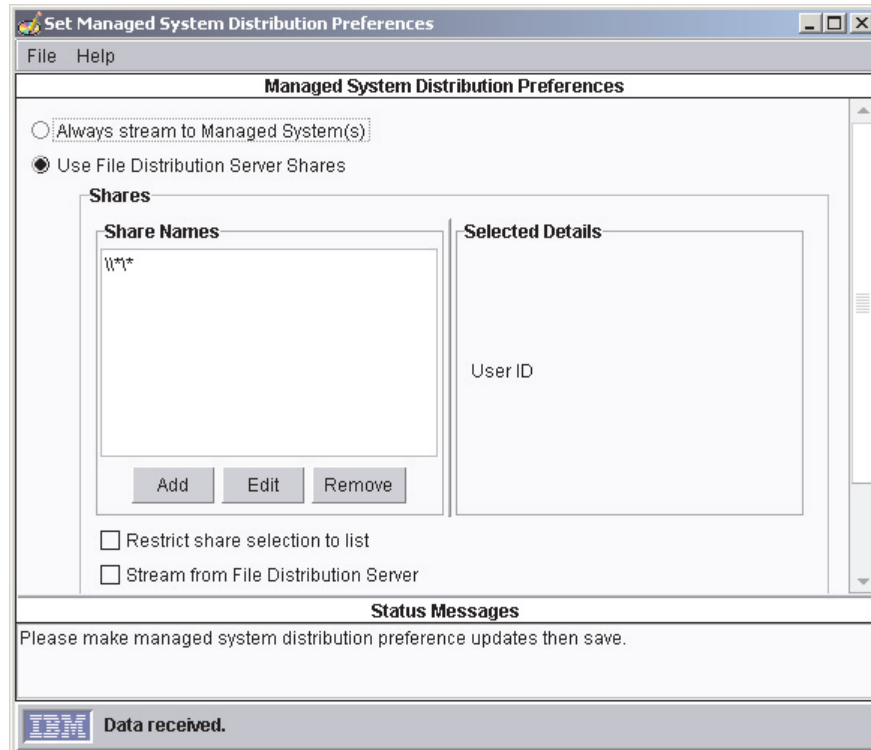 Set Managed System Distribution Preferences
File Help
Managed System Distribution Preferences
Always stream to Managed System(s)
Use File Distribution Server Shares
Shares
Share Names
Selected Details
\\*\*
User ID
Add Edit Remove
Restrict share selection to list
Stream from File Distribution Server
Status Messages
Please make managed system distribution preference updates then save.
IBM Data received.